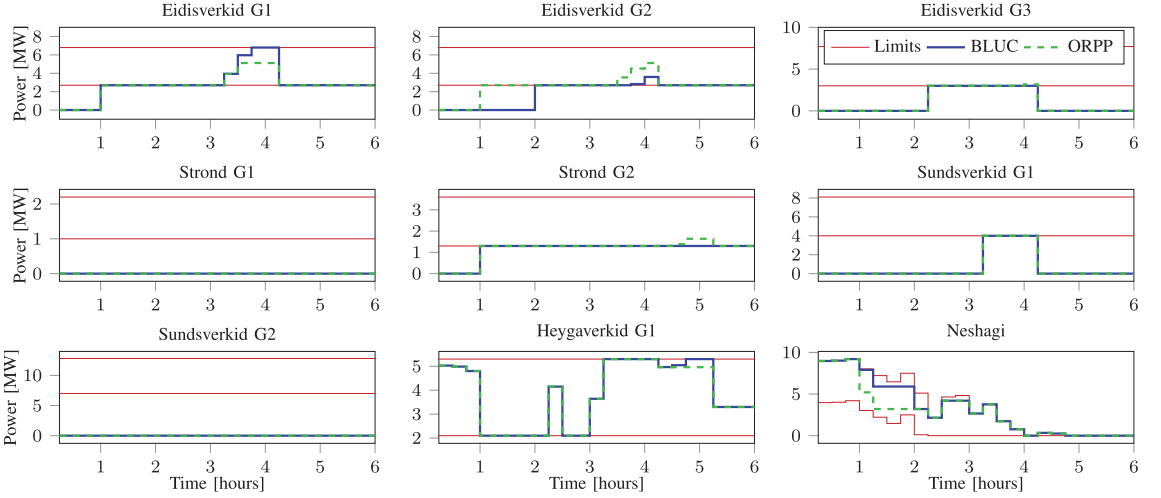 Eidisverkid G1 Eidisverkid G2 Eidisverkid G3
Power [MW]
8 6 4 2 0
1 2 3 4 5 6
8 6 4 2 0
1 2 3 4 5 6
10 5 0
Limits BLUC ORPP
1 2 3 4 5 6
Strond G1 Strond G2 Sundsverkid G1
Power [MW]
2 1 0
1 2 3 4 5 6
3 2 1 0
1 2 3 4 5 6
8 6 4 2 0
1 2 3 4 5 6
Sundsverkid G2 Heygaverkid G1 Neshagi
Power [MW]
10 5 0
1 2 3 4 5 6
Time [hours]
5 4 3 2
1 2 3 4 5 6
Time [hours]
10 5 0
1 2 3 4 5 6
Time [hours]